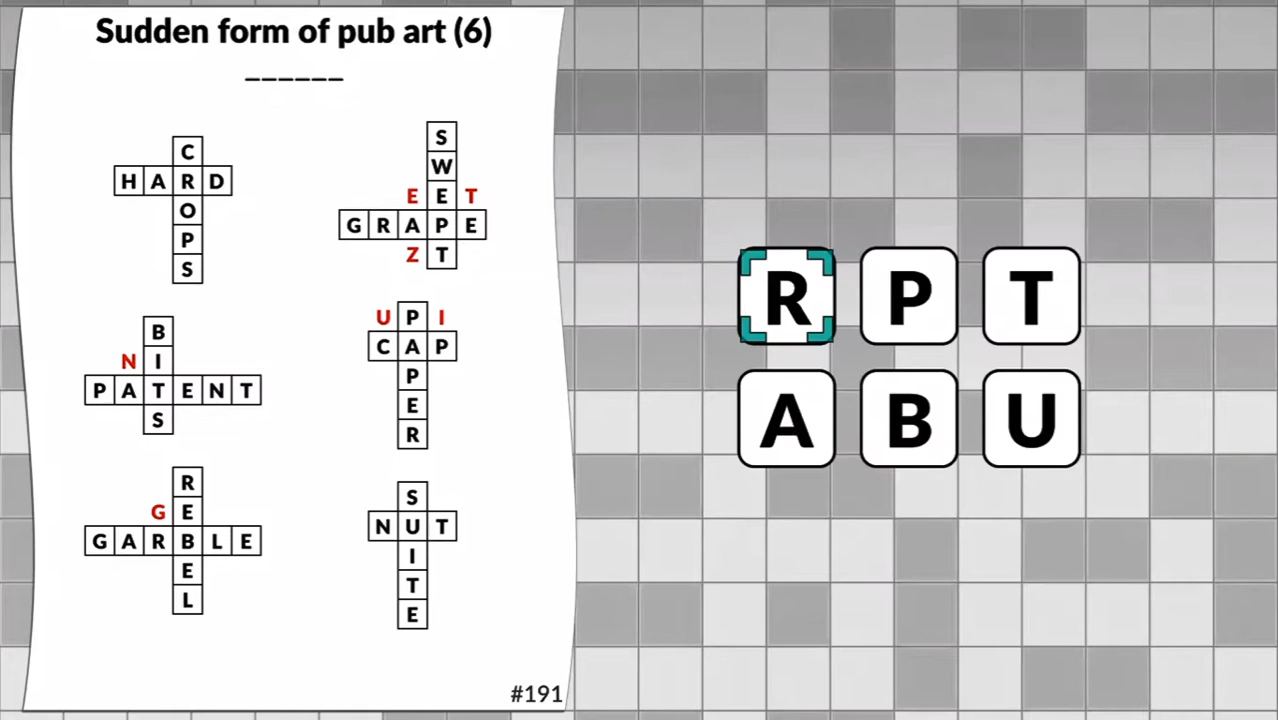 Sudden form of pub art (6)
______
C
HARD
O
P
S
S
W
E E T
GRAPE
Z T
B
N I
PATENT
S
U P I
CAP
P
E
R
R
G E
GARBLE
E
L
S
NUT
I
T
E
R P T
A B U
#191